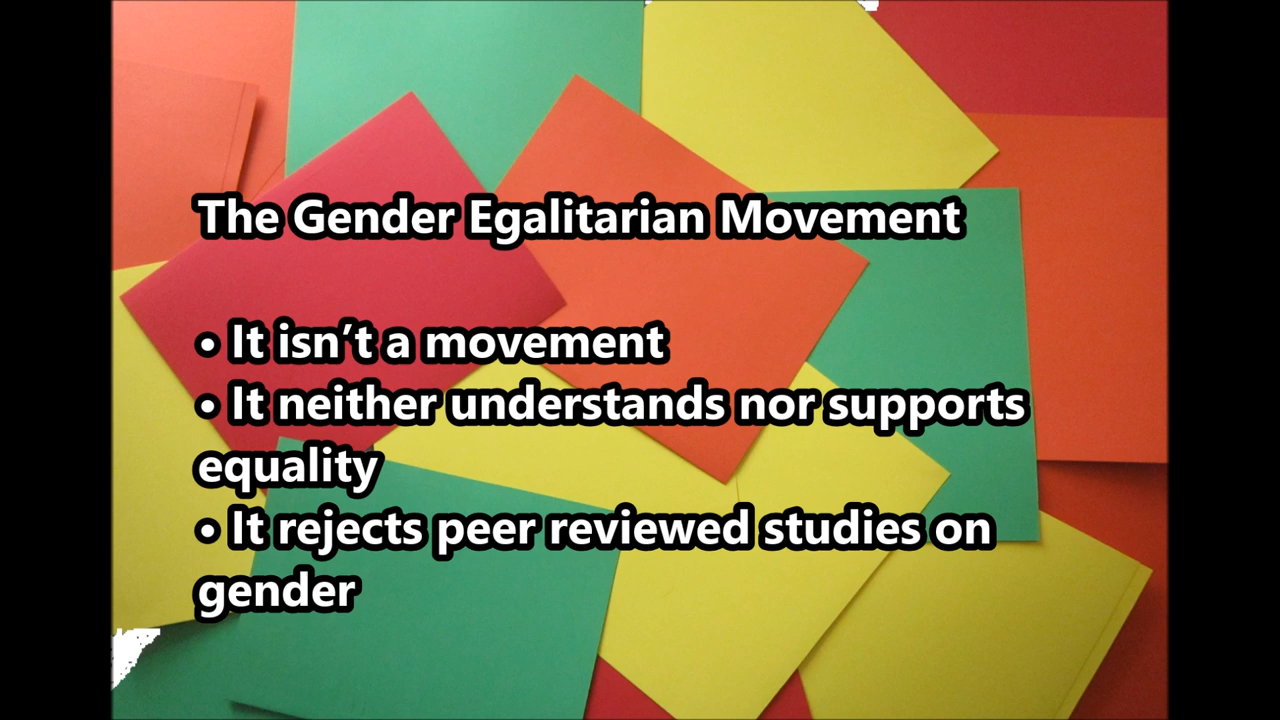 The Gender Egalitarian Movement
• It isn’t a movement
• It neither understands nor supports
equality
• It rejects peer reviewed studies on
gender